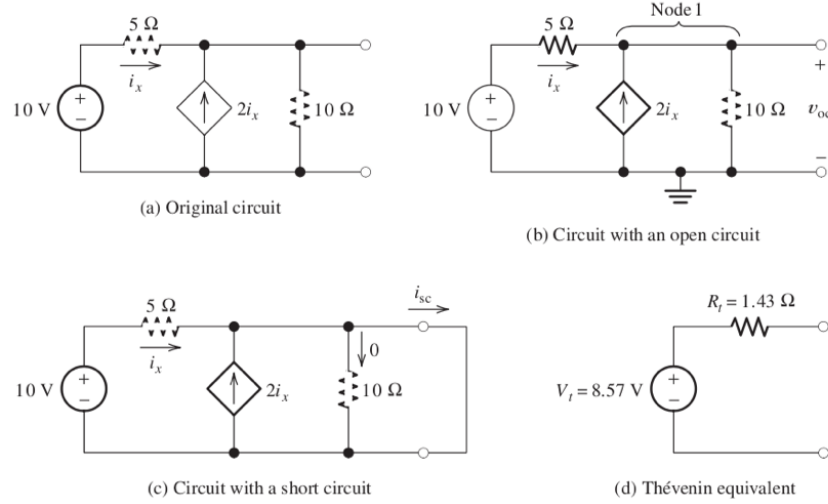 5 Ω
i_x
10 V
+
−
2i_x
10 Ω
(a) Original circuit
Node 1
5 Ω
i_x
10 V
+
−
2i_x
10 Ω
+
v_oc
−
(b) Circuit with an open circuit
5 Ω
i_x
10 V
+
−
2i_x
0
10 Ω
i_sc
(c) Circuit with a short circuit
R_t = 1.43 Ω
V_t = 8.57 V
+
−
(d) Thévenin equivalent